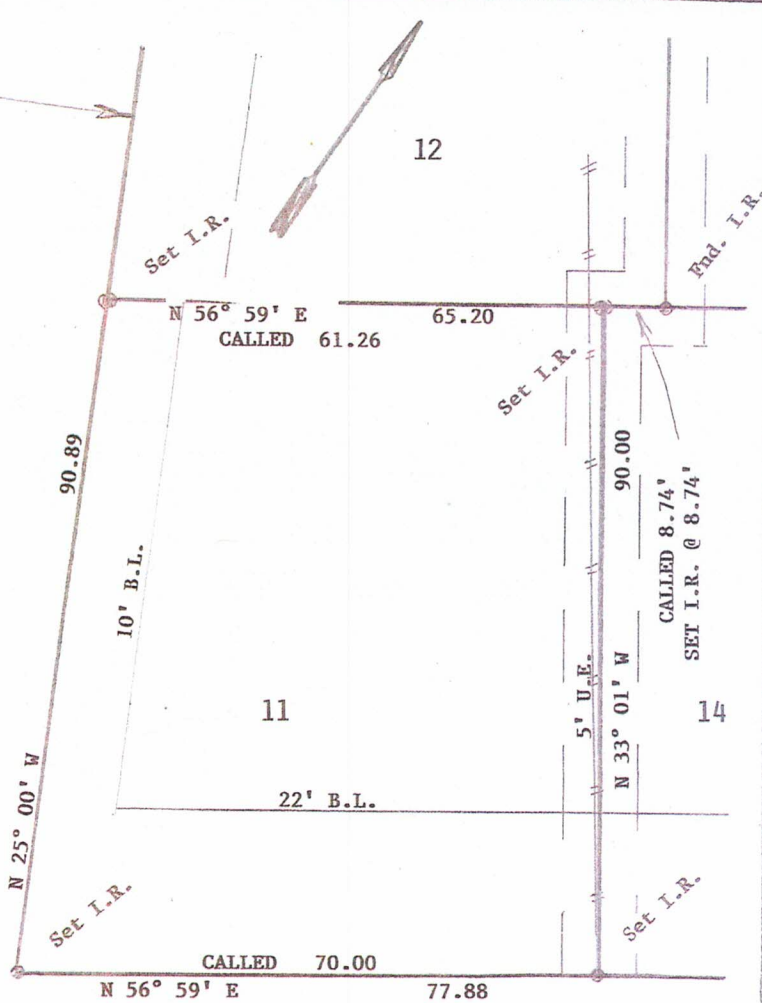 12
Set I.R.
Fnd. I.R.
N 56° 59' E 65.20
CALLED 61.26
Set I.R.
90.89
90.00
CALLED 8.74'
SET I.R. @ 8.74'
10' B.L.
5' U.E.
N 33° 01' W
11
14
N 25° 00' W
22' B.L.
Set I.R.
Set I.R.
CALLED 70.00
N 56° 59' E 77.88